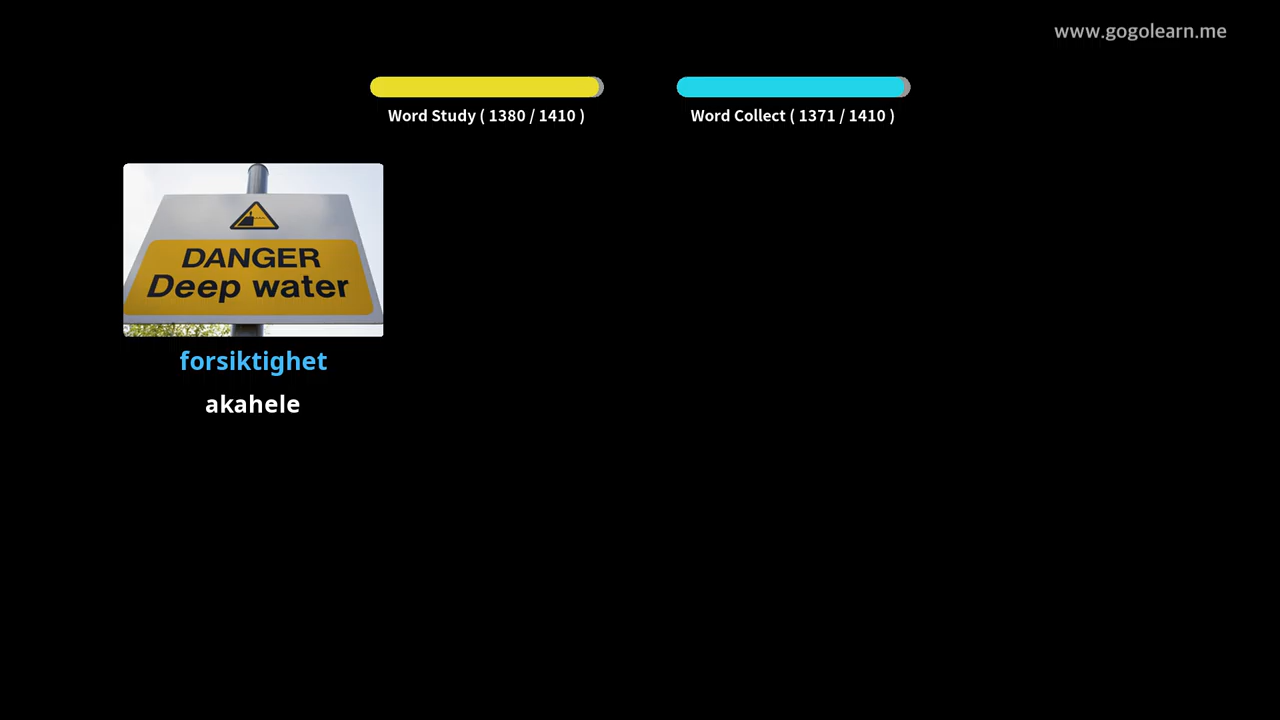 www.gogolearn.me
Word Study ( 1380 / 1410 )
Word Collect ( 1371 / 1410 )
DANGER
Deep water
forsiktighet
akahele